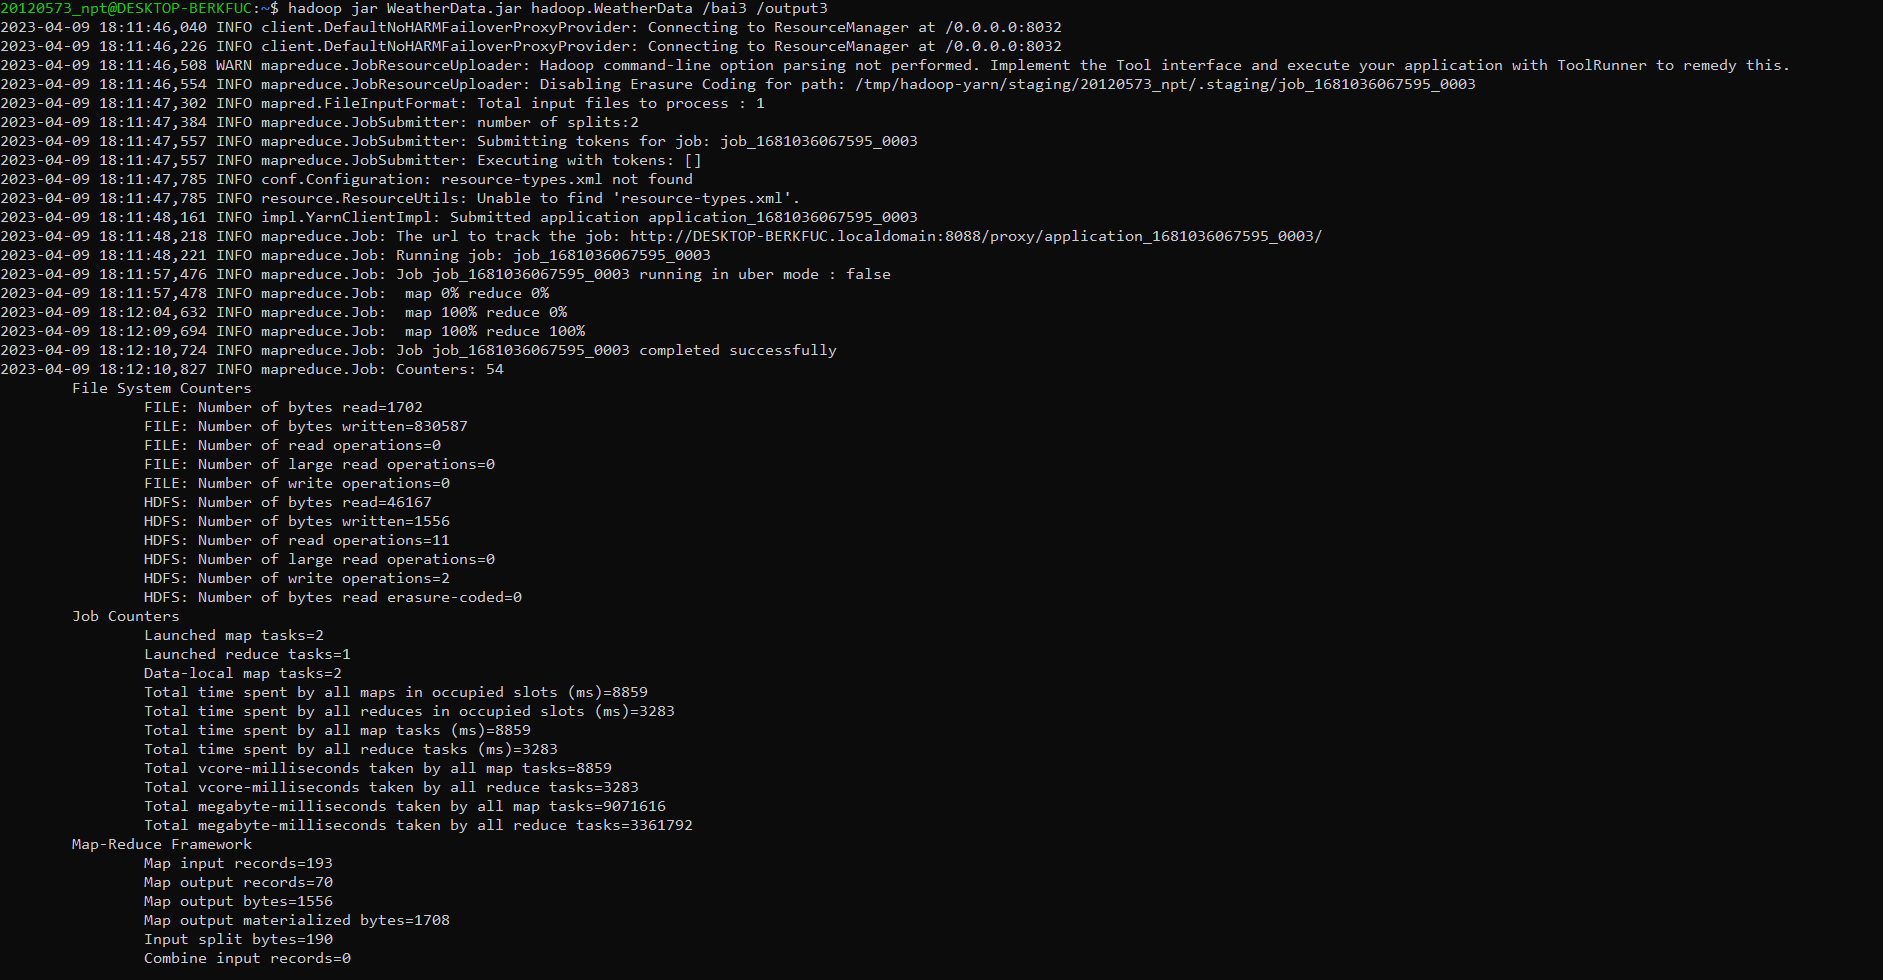 20120573_npt@DESKTOP-BERKFUC:~$ hadoop jar WeatherData.jar hadoop.WeatherData /bai3 /output3
2023-04-09 18:11:46,040 INFO client.DefaultNoHARMFailoverProxyProvider: Connecting to ResourceManager at /0.0.0.0:8032
2023-04-09 18:11:46,226 INFO client.DefaultNoHARMFailoverProxyProvider: Connecting to ResourceManager at /0.0.0.0:8032
2023-04-09 18:11:46,508 WARN mapreduce.JobResourceUploader: Hadoop command-line option parsing not performed. Implement the Tool interface and execute your application with ToolRunner to remedy this.
2023-04-09 18:11:46,554 INFO mapreduce.JobResourceUploader: Disabling Erasure Coding for path: /tmp/hadoop-yarn/staging/20120573_npt/.staging/job_1681036067595_0003
2023-04-09 18:11:47,302 INFO mapred.FileInputFormat: Total input files to process : 1
2023-04-09 18:11:47,384 INFO mapreduce.JobSubmitter: number of splits:2
2023-04-09 18:11:47,557 INFO mapreduce.JobSubmitter: Submitting tokens for job: job_1681036067595_0003
2023-04-09 18:11:47,557 INFO mapreduce.JobSubmitter: Executing with tokens: []
2023-04-09 18:11:47,785 INFO conf.Configuration: resource-types.xml not found
2023-04-09 18:11:47,785 INFO resource.ResourceUtils: Unable to find 'resource-types.xml'.
2023-04-09 18:11:48,161 INFO impl.YarnClientImpl: Submitted application application_1681036067595_0003
2023-04-09 18:11:48,218 INFO mapreduce.Job: The url to track the job: http://DESKTOP-BERKFUC.localdomain:8088/proxy/application_1681036067595_0003/
2023-04-09 18:11:48,221 INFO mapreduce.Job: Running job: job_1681036067595_0003
2023-04-09 18:11:57,476 INFO mapreduce.Job: Job job_1681036067595_0003 running in uber mode : false
2023-04-09 18:11:57,478 INFO mapreduce.Job:  map 0% reduce 0%
2023-04-09 18:12:04,632 INFO mapreduce.Job:  map 100% reduce 0%
2023-04-09 18:12:09,694 INFO mapreduce.Job:  map 100% reduce 100%
2023-04-09 18:12:10,724 INFO mapreduce.Job: Job job_1681036067595_0003 completed successfully
2023-04-09 18:12:10,827 INFO mapreduce.Job: Counters: 54
File System Counters
FILE: Number of bytes read=1702
FILE: Number of bytes written=830587
FILE: Number of read operations=0
FILE: Number of large read operations=0
FILE: Number of write operations=0
HDFS: Number of bytes read=46167
HDFS: Number of bytes written=1556
HDFS: Number of read operations=11
HDFS: Number of large read operations=0
HDFS: Number of write operations=2
HDFS: Number of bytes read erasure-coded=0
Job Counters
Launched map tasks=2
Launched reduce tasks=1
Data-local map tasks=2
Total time spent by all maps in occupied slots (ms)=8859
Total time spent by all reduces in occupied slots (ms)=3283
Total time spent by all map tasks (ms)=8859
Total time spent by all reduce tasks (ms)=3283
Total vcore-milliseconds taken by all map tasks=8859
Total vcore-milliseconds taken by all reduce tasks=3283
Total megabyte-milliseconds taken by all map tasks=9071616
Total megabyte-milliseconds taken by all reduce tasks=3361792
Map-Reduce Framework
Map input records=193
Map output records=70
Map output bytes=1556
Map output materialized bytes=1708
Input split bytes=190
Combine input records=0